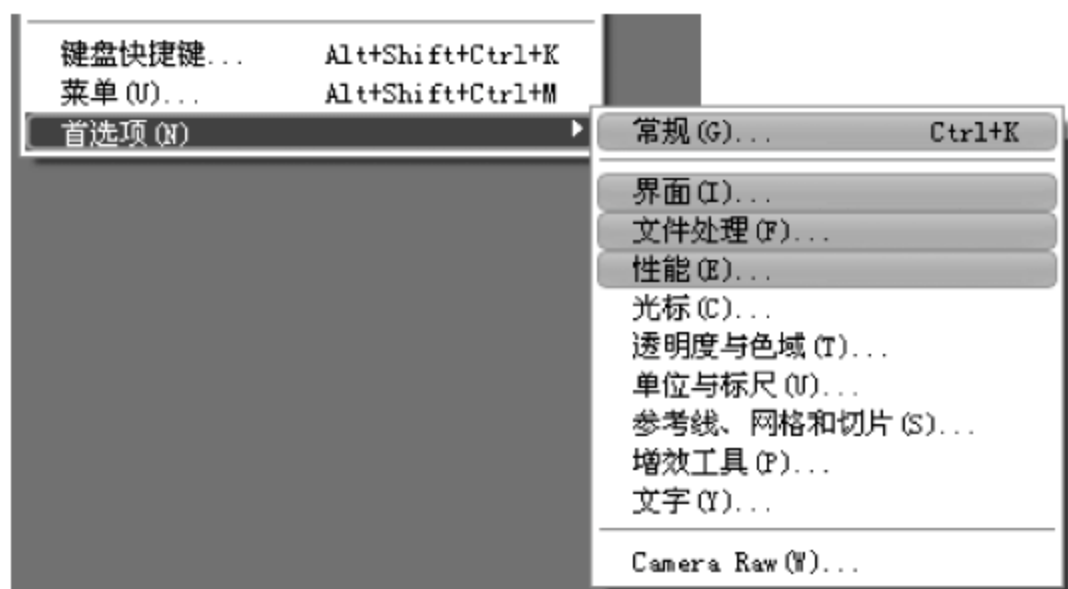 键盘快捷键... Alt+Shift+Ctrl+K
菜单(U)... Alt+Shift+Ctrl+M
首选项(N)
常规(G)... Ctrl+K
界面(I)...
文件处理(F)...
性能(E)...
光标(C)...
透明度与色域(T)...
单位与标尺(U)...
参考线、网格和切片(S)...
增效工具(P)...
文字(Y)...
Camera Raw(W)...